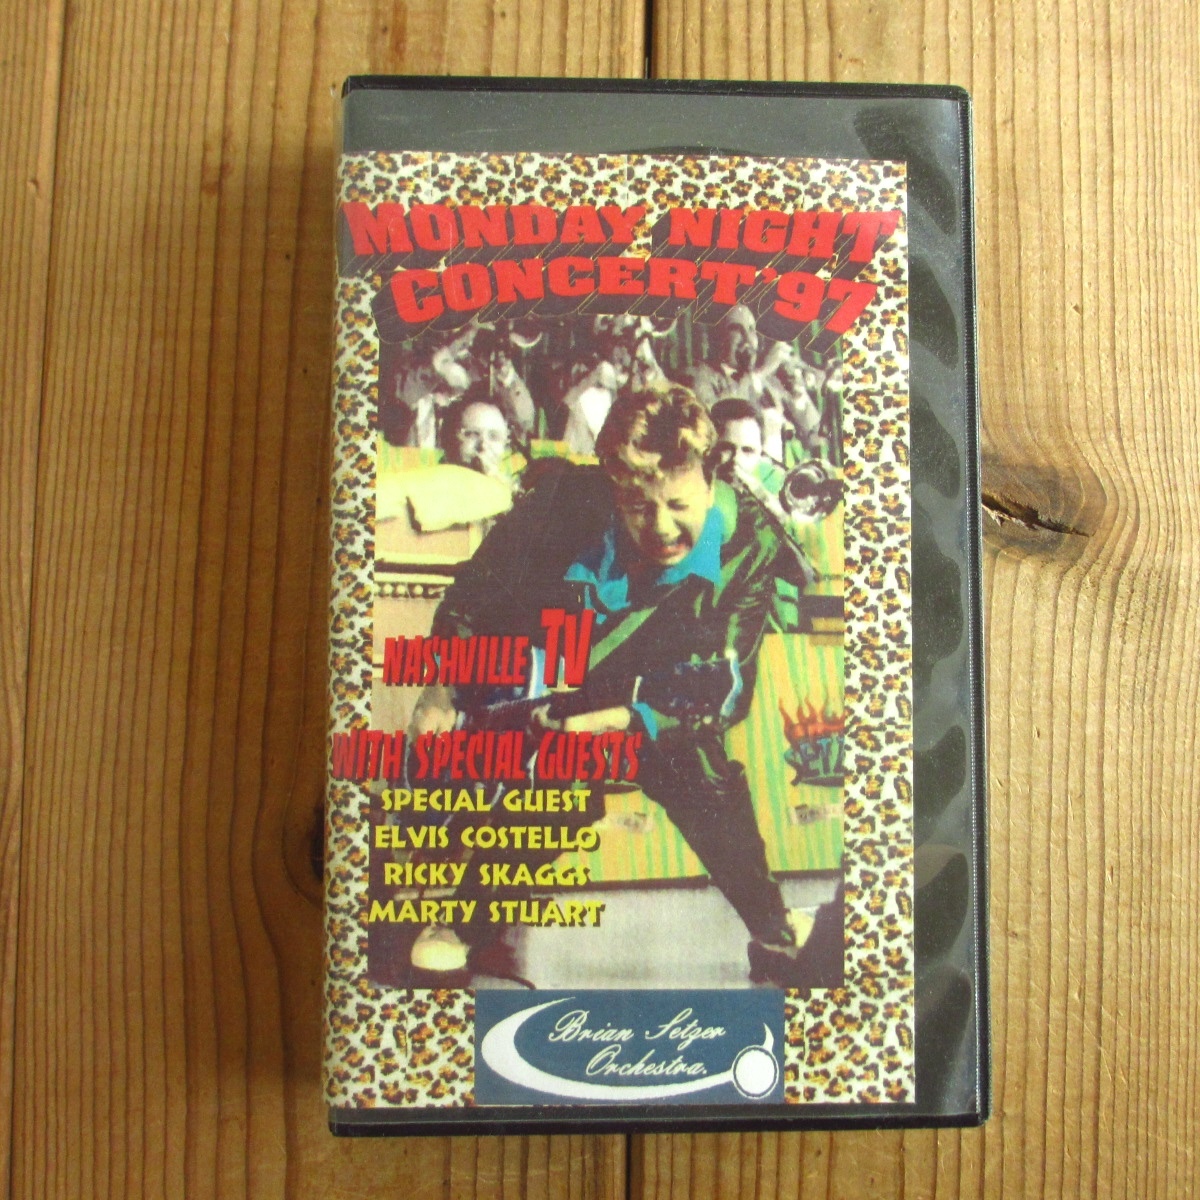 MONDAY NIGHT
CONCERT '97
NASHVILLE TV
WITH SPECIAL GUESTS
SPECIAL GUEST
ELVIS COSTELLO
RICKY SKAGGS
MARTY STUART
Brian Setzer
Orchestra.